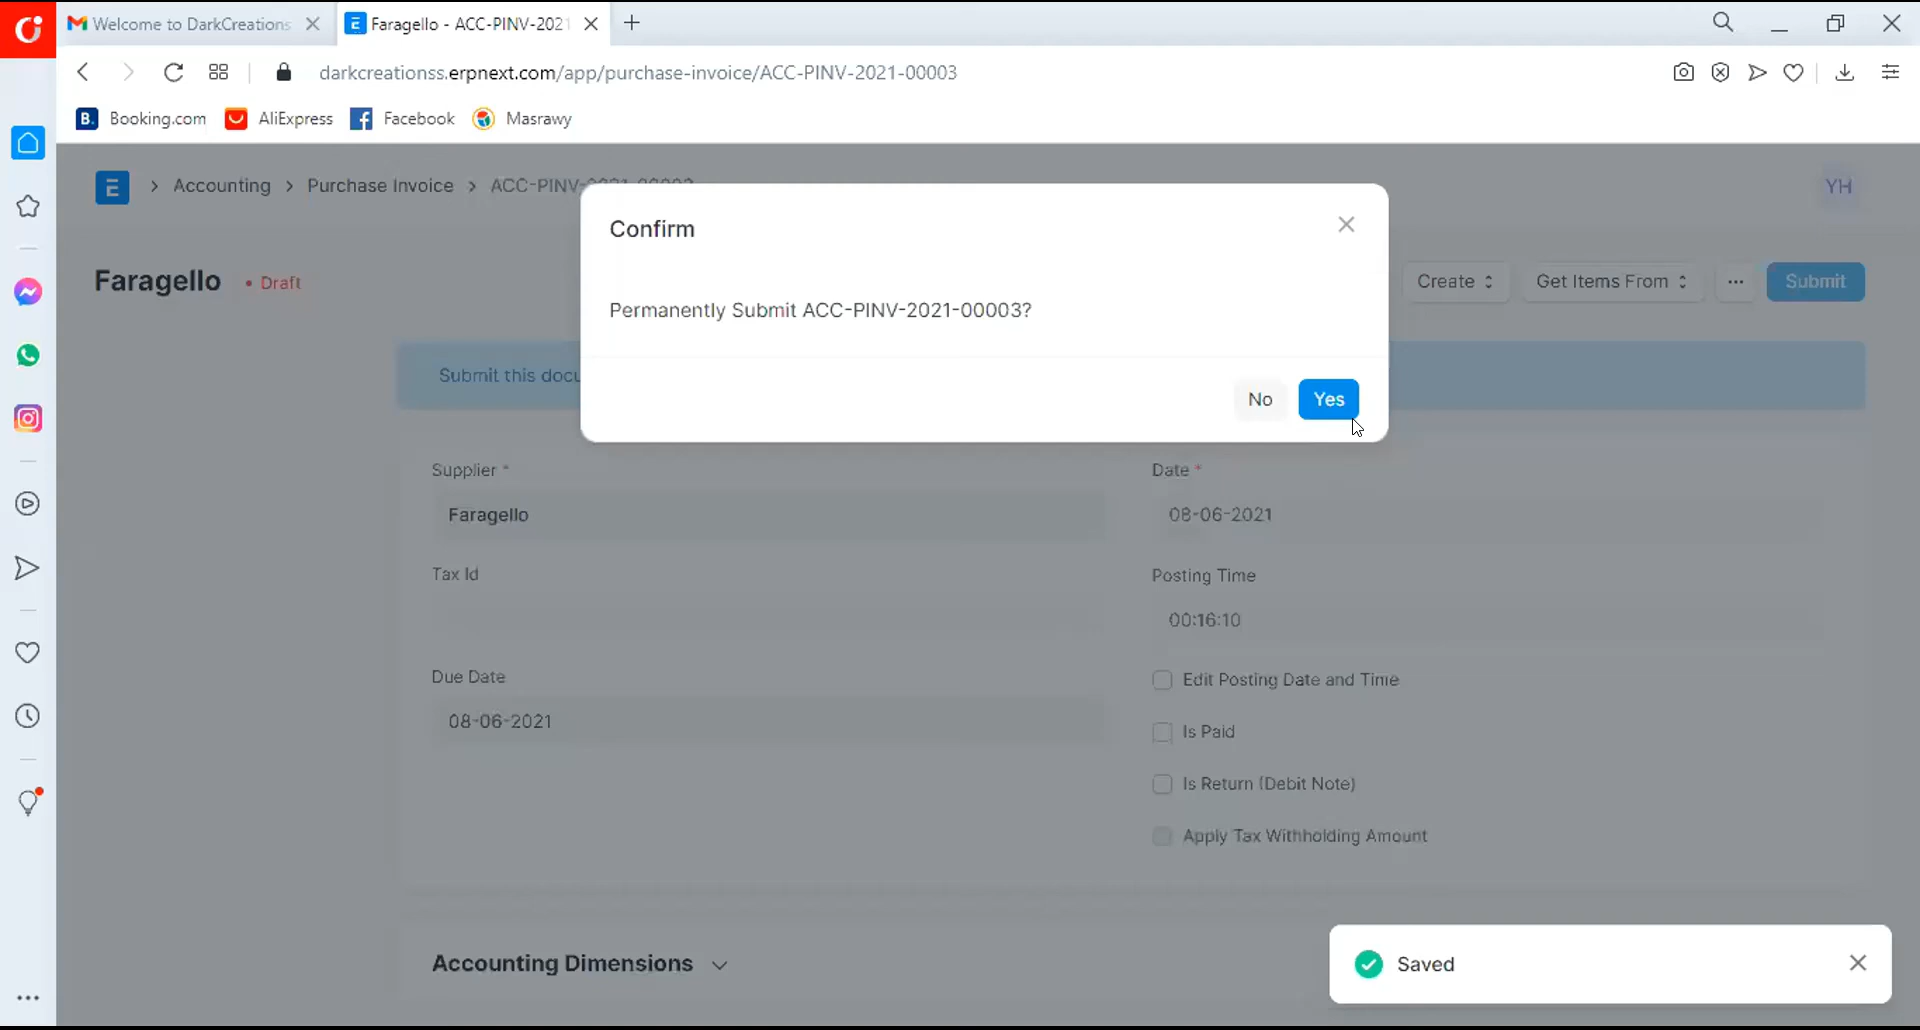 Welcome to DarkCreations
Faragello - ACC-PINV-2021
darkcreationss.erpnext.com/app/purchase-invoice/ACC-PINV-2021-00003
B. Booking.com AliExpress Facebook Masrawy
E > Accounting > Purchase Invoice > ACC-PINV-2021-00003
YH
Confirm
Faragello • Draft
Create Get Items From ... Submit
Permanently Submit ACC-PINV-2021-00003?
Submit this docu
No Yes
Supplier *
Faragello
Date *
08-06-2021
Tax Id
Posting Time
00:16:10
Due Date
08-06-2021
Edit Posting Date and Time
Is Paid
Is Return (Debit Note)
Apply Tax Withholding Amount
Accounting Dimensions
Saved